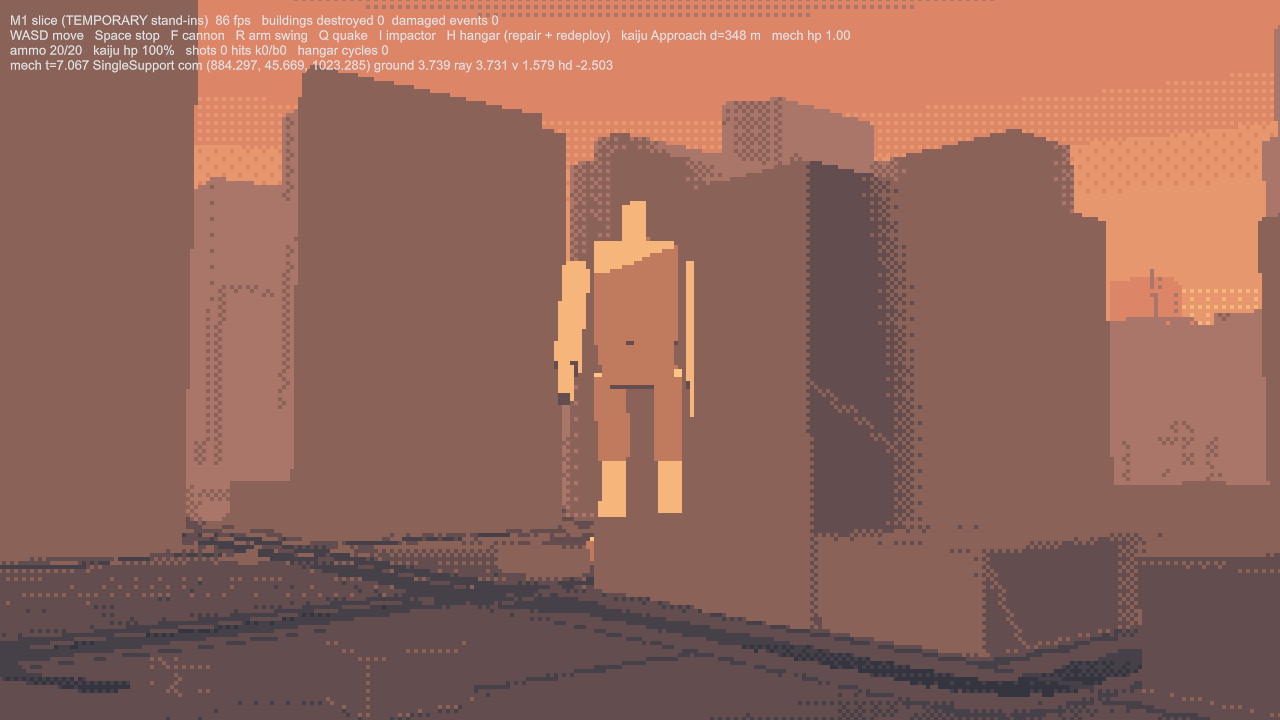 M1 slice (TEMPORARY stand-ins)  86 fps   buildings destroyed 0  damaged events 0
WASD move   Space stop   F cannon   R arm swing   Q quake   I impactor   H hangar (repair + redeploy)   kaiju Approach d=348 m   mech hp 1.00
ammo 20/20   kaiju hp 100%   shots 0 hits k0/b0   hangar cycles 0
mech t=7.067 SingleSupport com (884.297, 45.669, 1023.285) ground 3.739 ray 3.731 v 1.579 hd -2.503